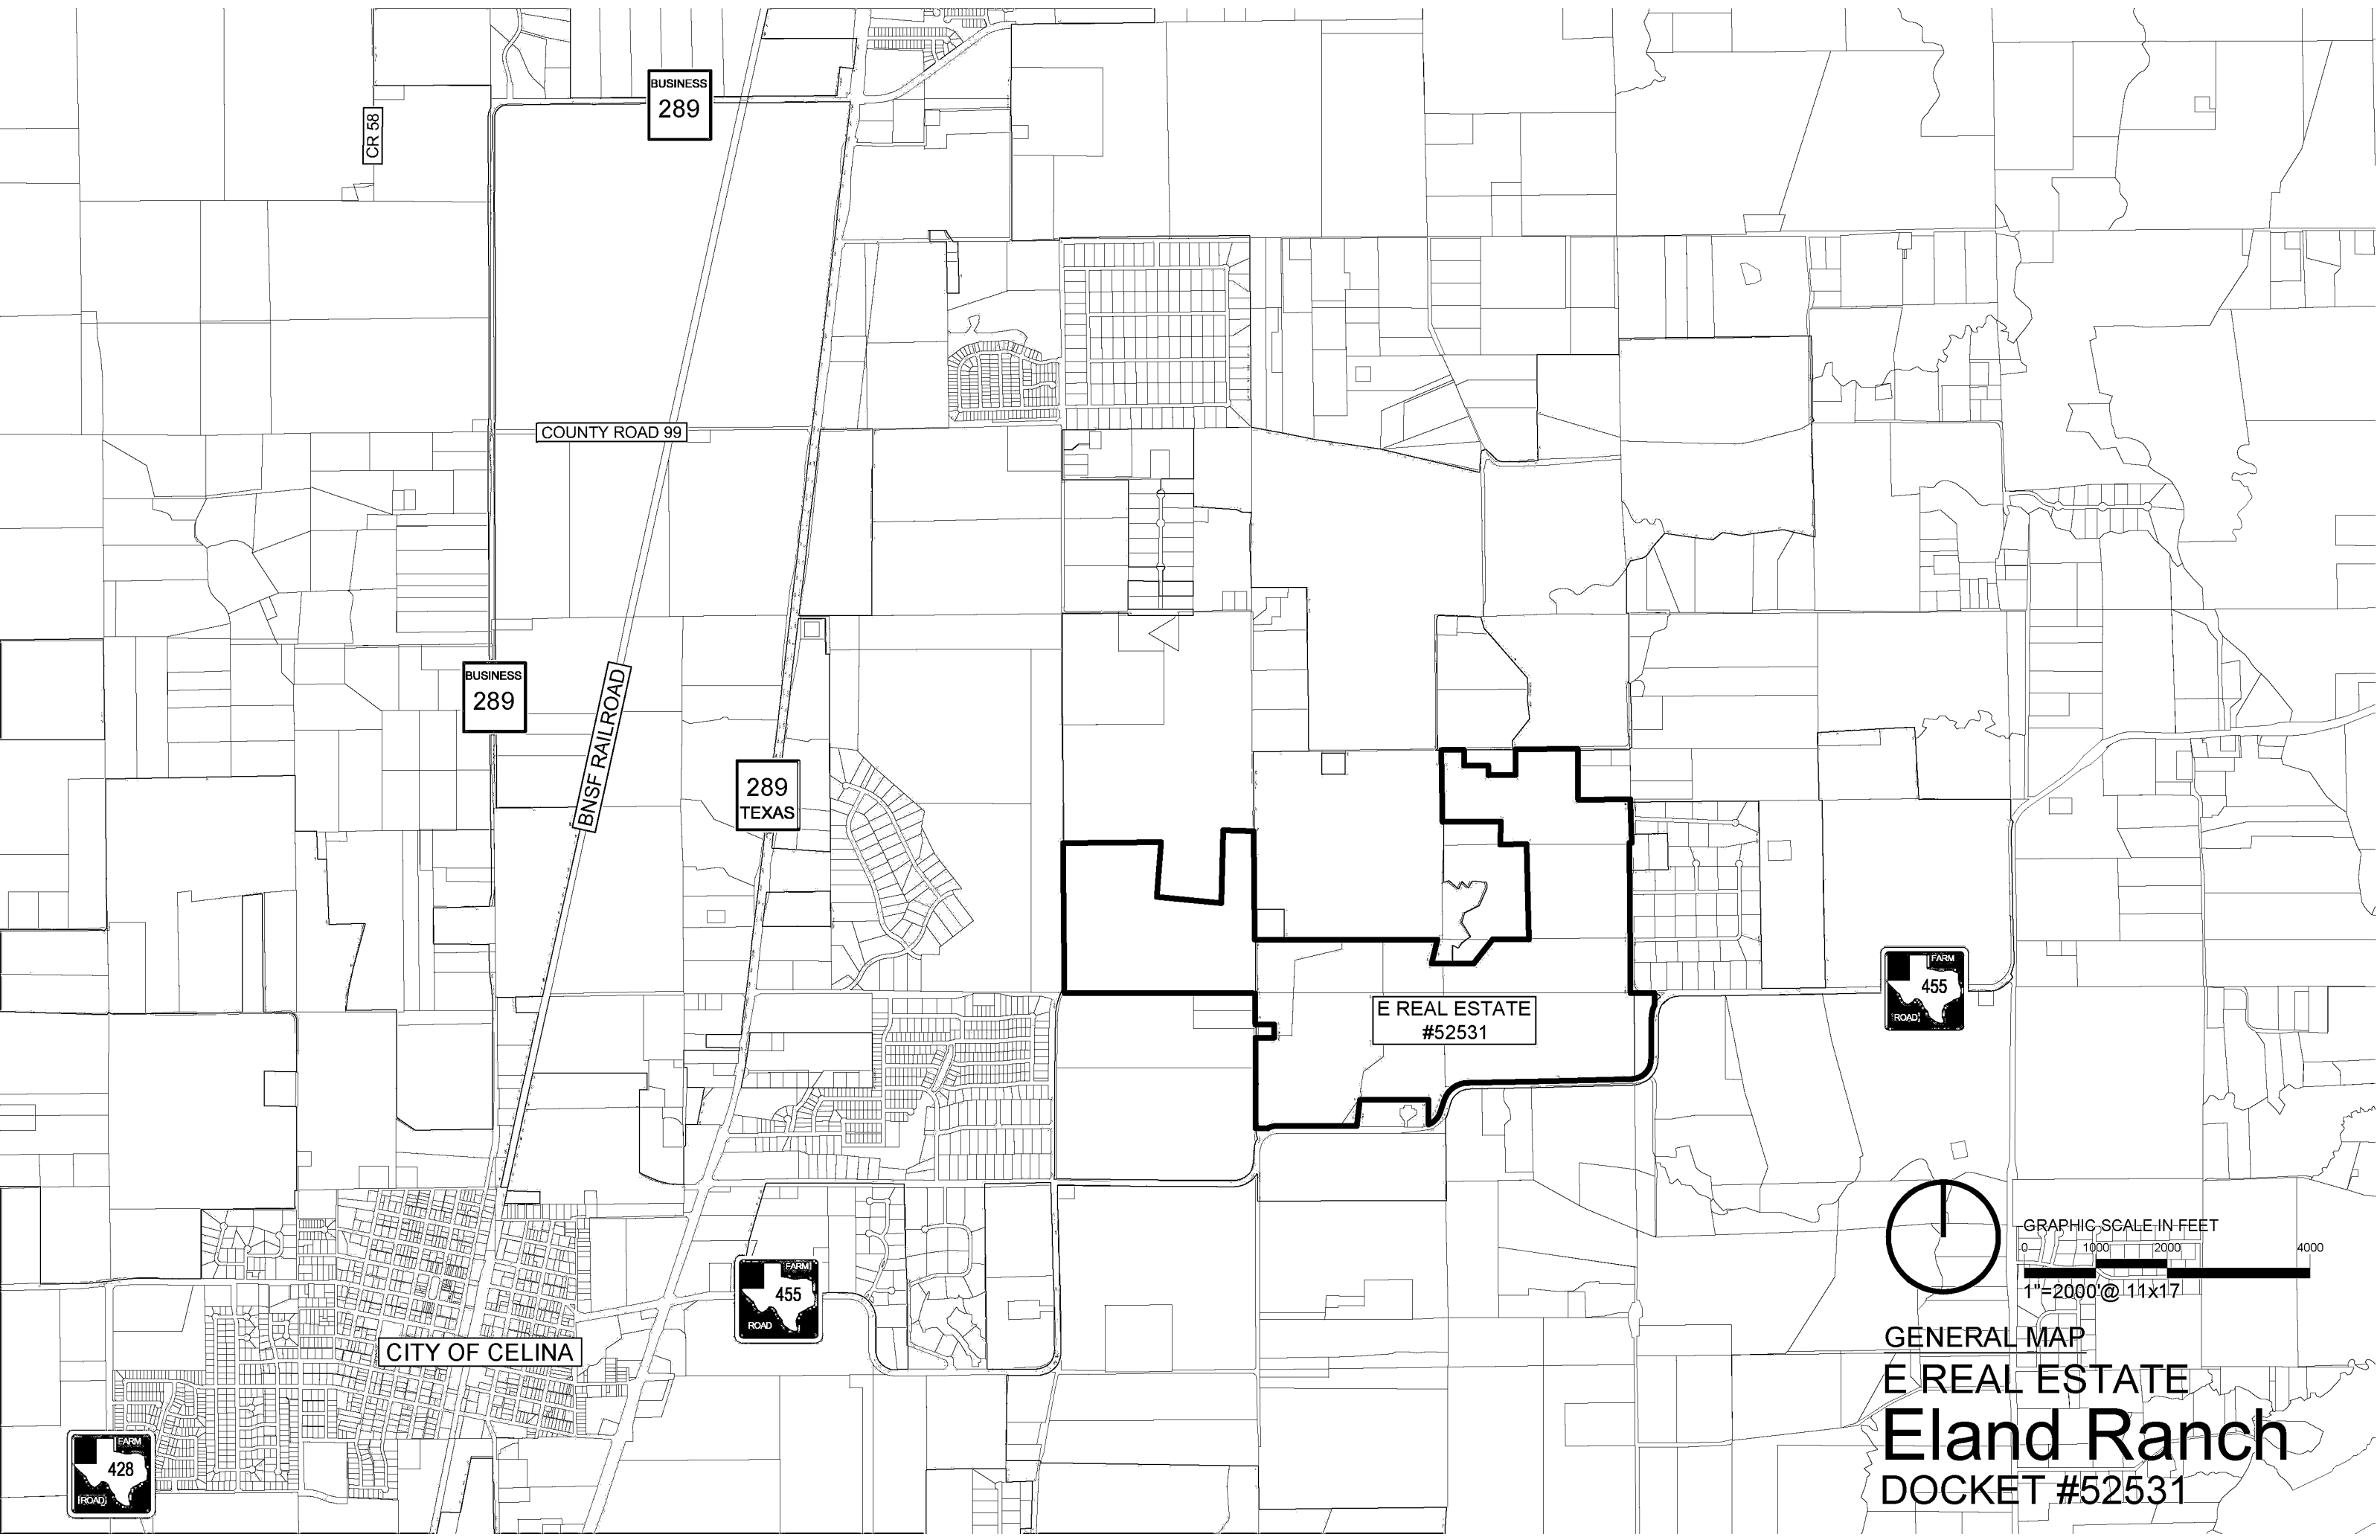 BUSINESS
289
CR 58
COUNTY ROAD 99
BUSINESS
289
BNSF RAILROAD
289
TEXAS
FARM
455
ROAD
E REAL ESTATE
#52531
GRAPHIC SCALE IN FEET
0 1000 2000 4000
1"=2000'@ 11x17
FARM
455
ROAD
CITY OF CELINA
GENERAL MAP
E REAL ESTATE
Eland Ranch
DOCKET #52531
FARM
428
ROAD